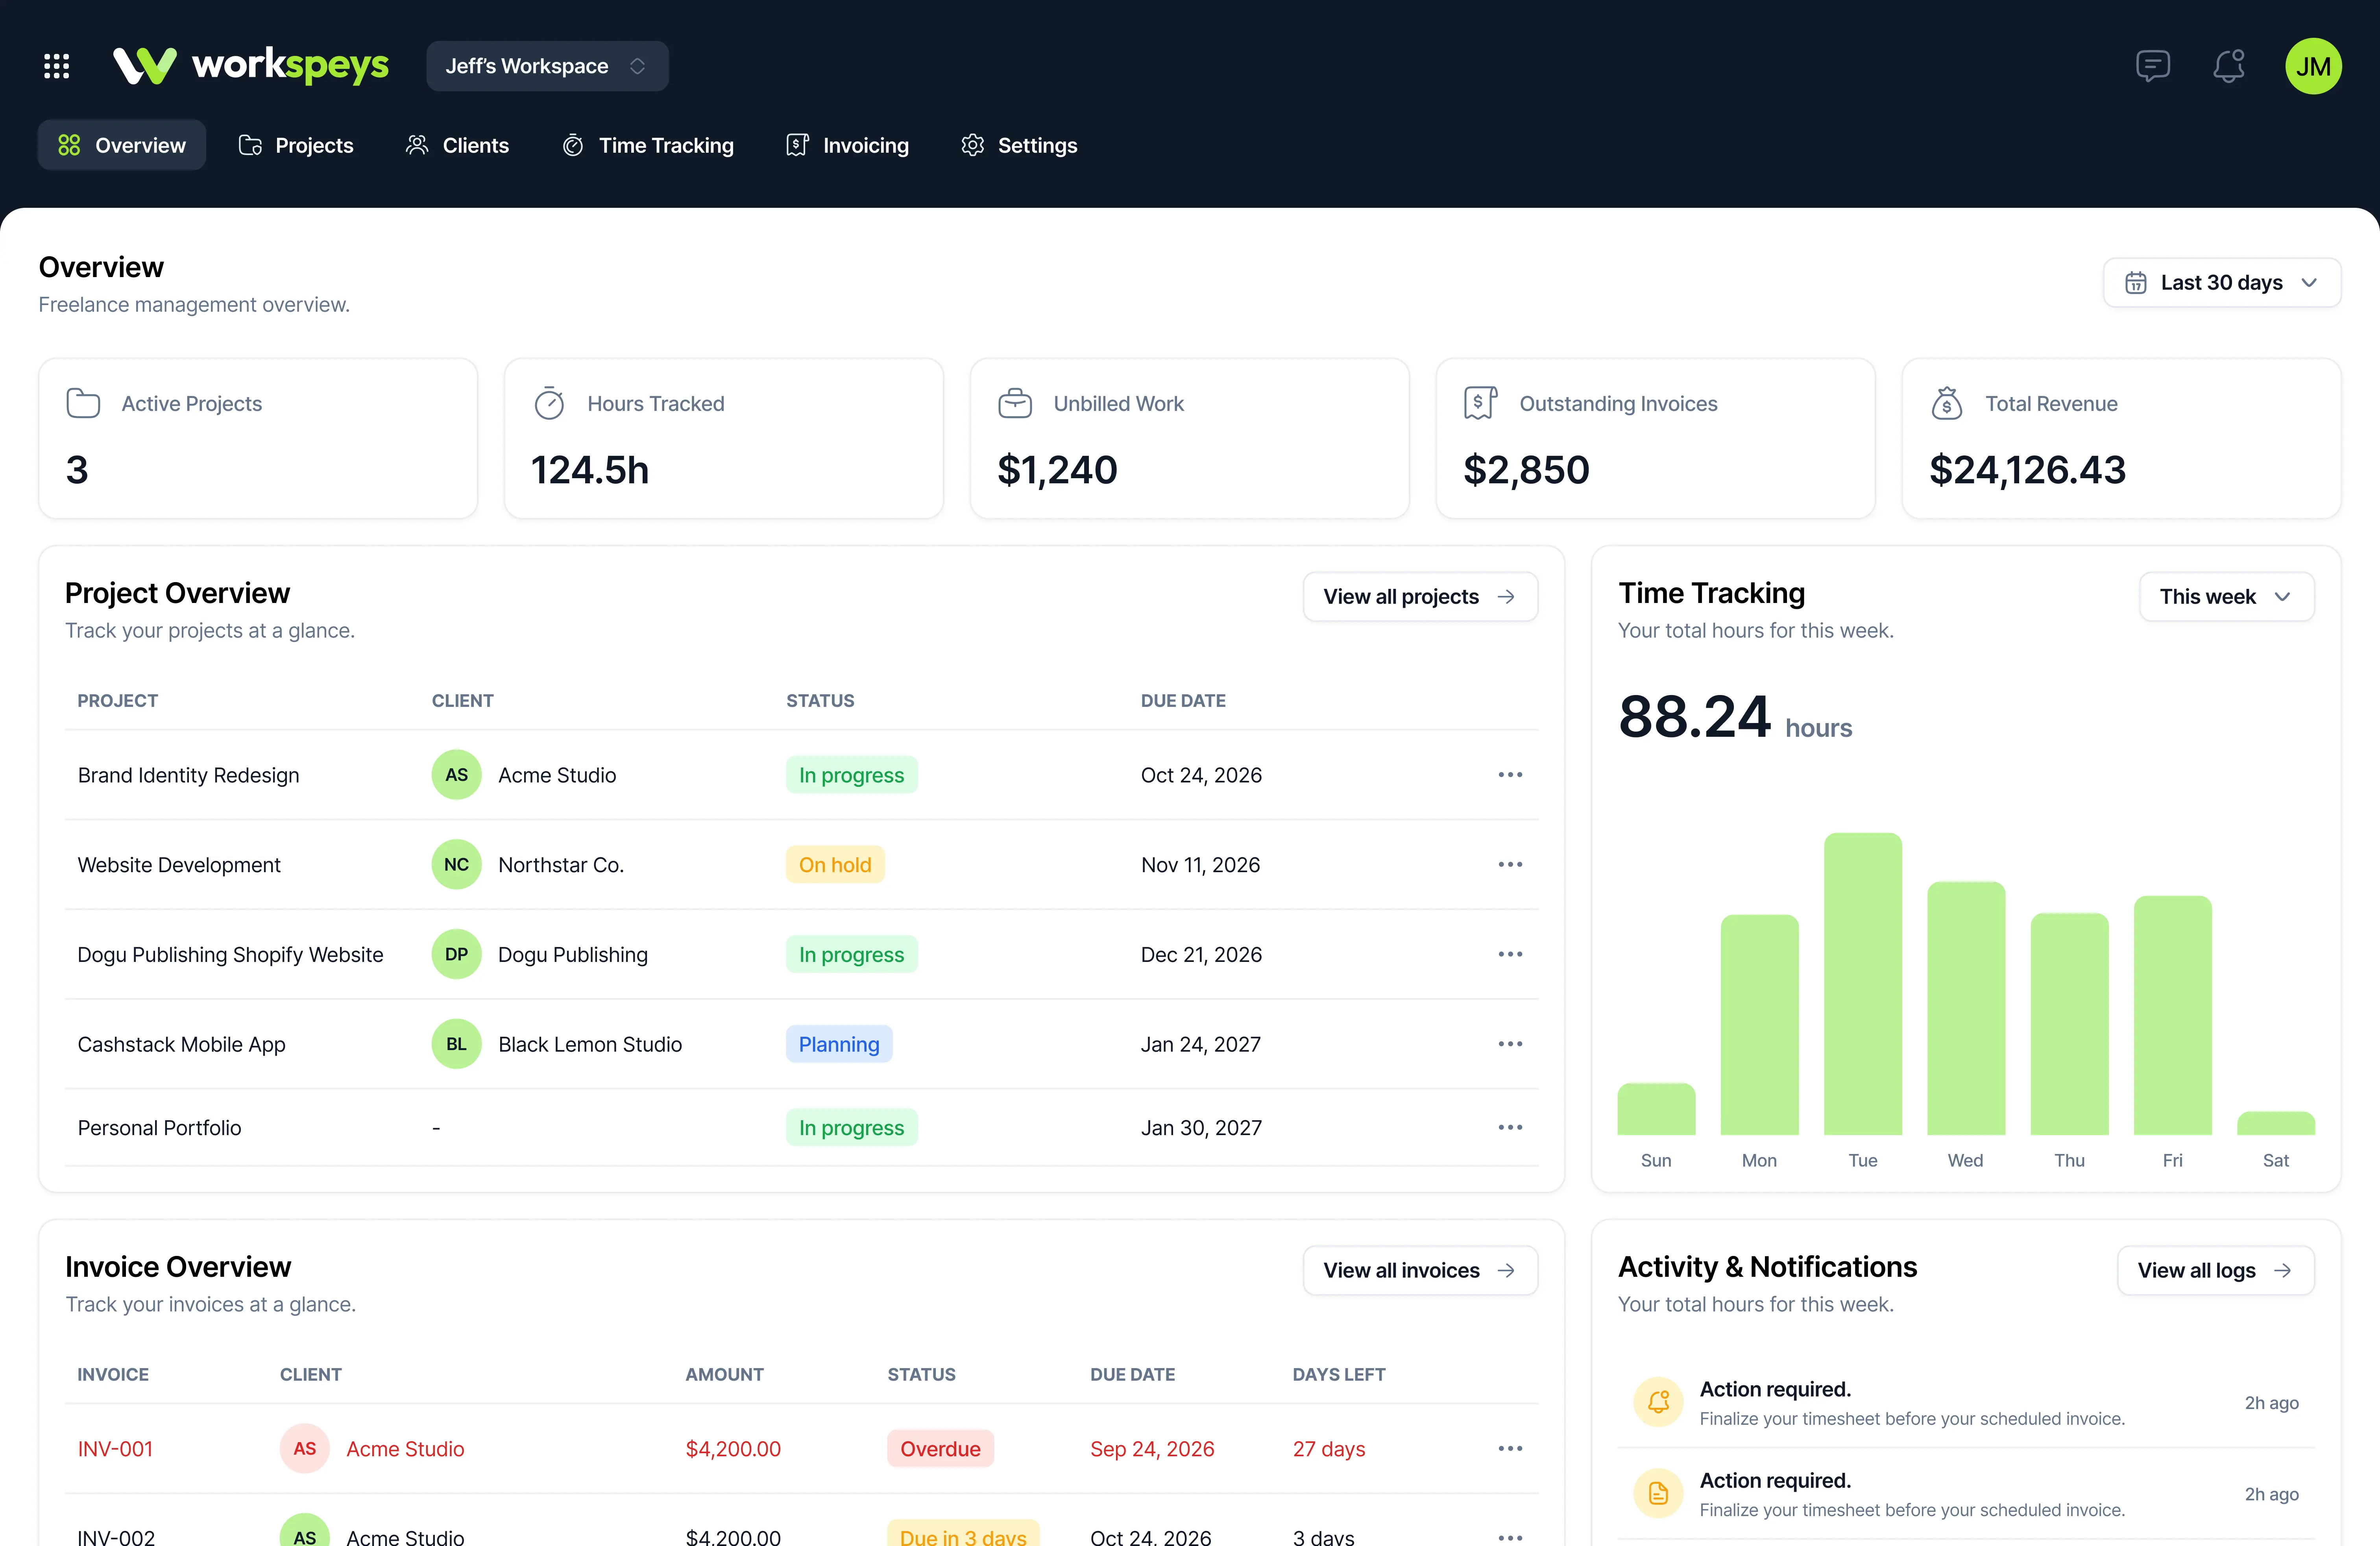 workspeys
Jeff's Workspace
JM
Overview
Projects
Clients
Time Tracking
Invoicing
Settings
Overview
Freelance management overview.
17
Last 30 days
Active Projects
3
Hours Tracked
124.5h
Unbilled Work
$1,240
Outstanding Invoices
$2,850
Total Revenue
$24,126.43
Project Overview
Track your projects at a glance.
View all projects
PROJECT CLIENT STATUS DUE DATE
Brand Identity Redesign AS Acme Studio In progress Oct 24, 2026
Website Development NC Northstar Co. On hold Nov 11, 2026
Dogu Publishing Shopify Website DP Dogu Publishing In progress Dec 21, 2026
Cashstack Mobile App BL Black Lemon Studio Planning Jan 24, 2027
Personal Portfolio - In progress Jan 30, 2027
Time Tracking
Your total hours for this week.
This week
88.24 hours
Sun Mon Tue Wed Thu Fri Sat
Invoice Overview
Track your invoices at a glance.
View all invoices
INVOICE CLIENT AMOUNT STATUS DUE DATE DAYS LEFT
INV-001 AS Acme Studio $4,200.00 Overdue Sep 24, 2026 27 days
INV-002 AS Acme Studio $4,200.00 Due in 3 days Oct 24, 2026 3 days
Activity & Notifications
Your total hours for this week.
View all logs
Action required.
Finalize your timesheet before your scheduled invoice.
2h ago
Action required.
Finalize your timesheet before your scheduled invoice.
2h ago